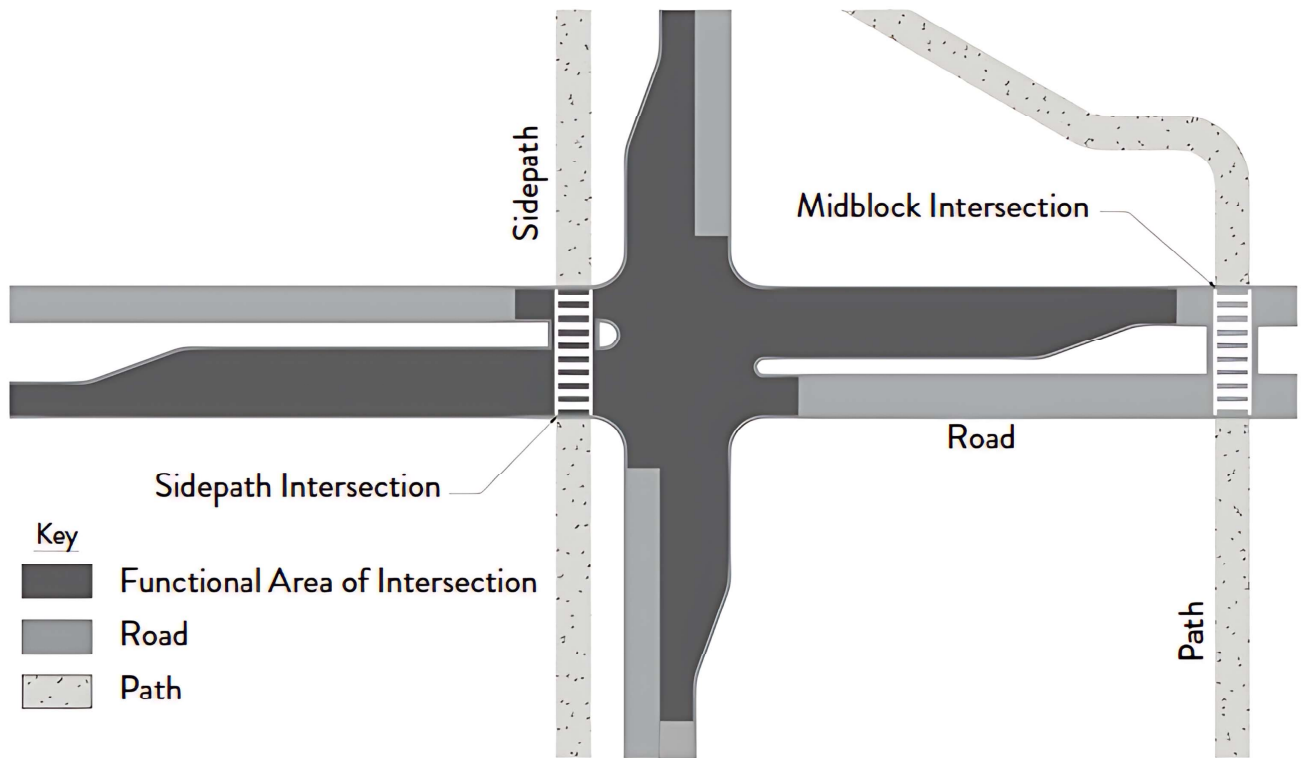 Sidepath
Midblock Intersection
Road
Sidepath Intersection
Key
Functional Area of Intersection
Road
Path
Path